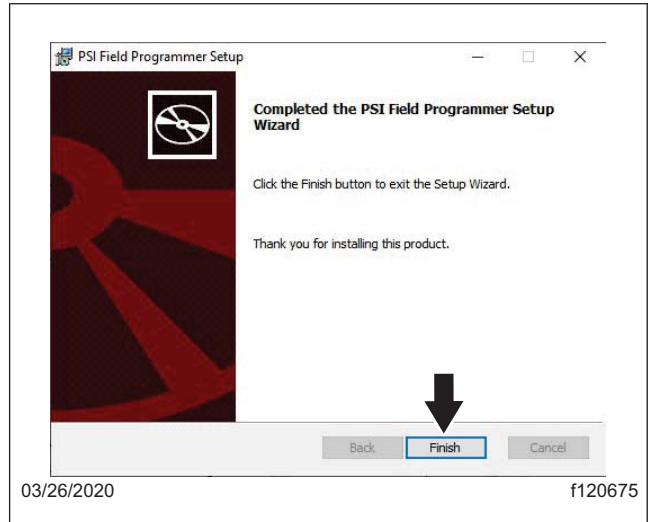 PSI Field Programmer Setup
Completed the PSI Field Programmer Setup
Wizard
Click the Finish button to exit the Setup Wizard.
Thank you for installing this product.
Back Finish Cancel
03/26/2020 f120675